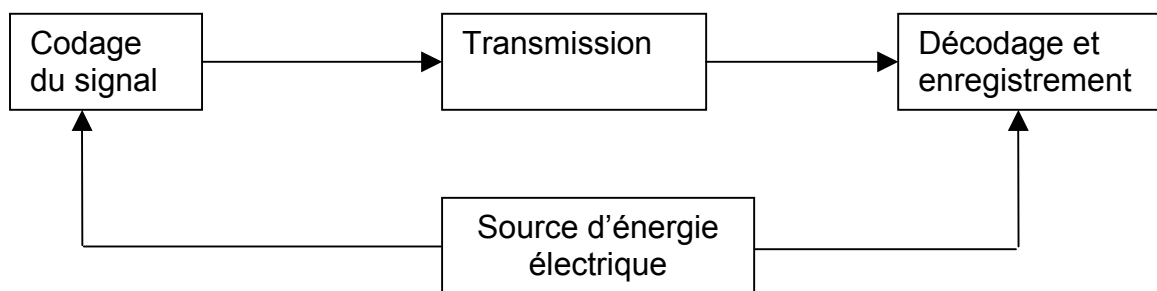 Codage
du signal
Transmission
Décodage et
enregistrement
Source d’énergie
électrique